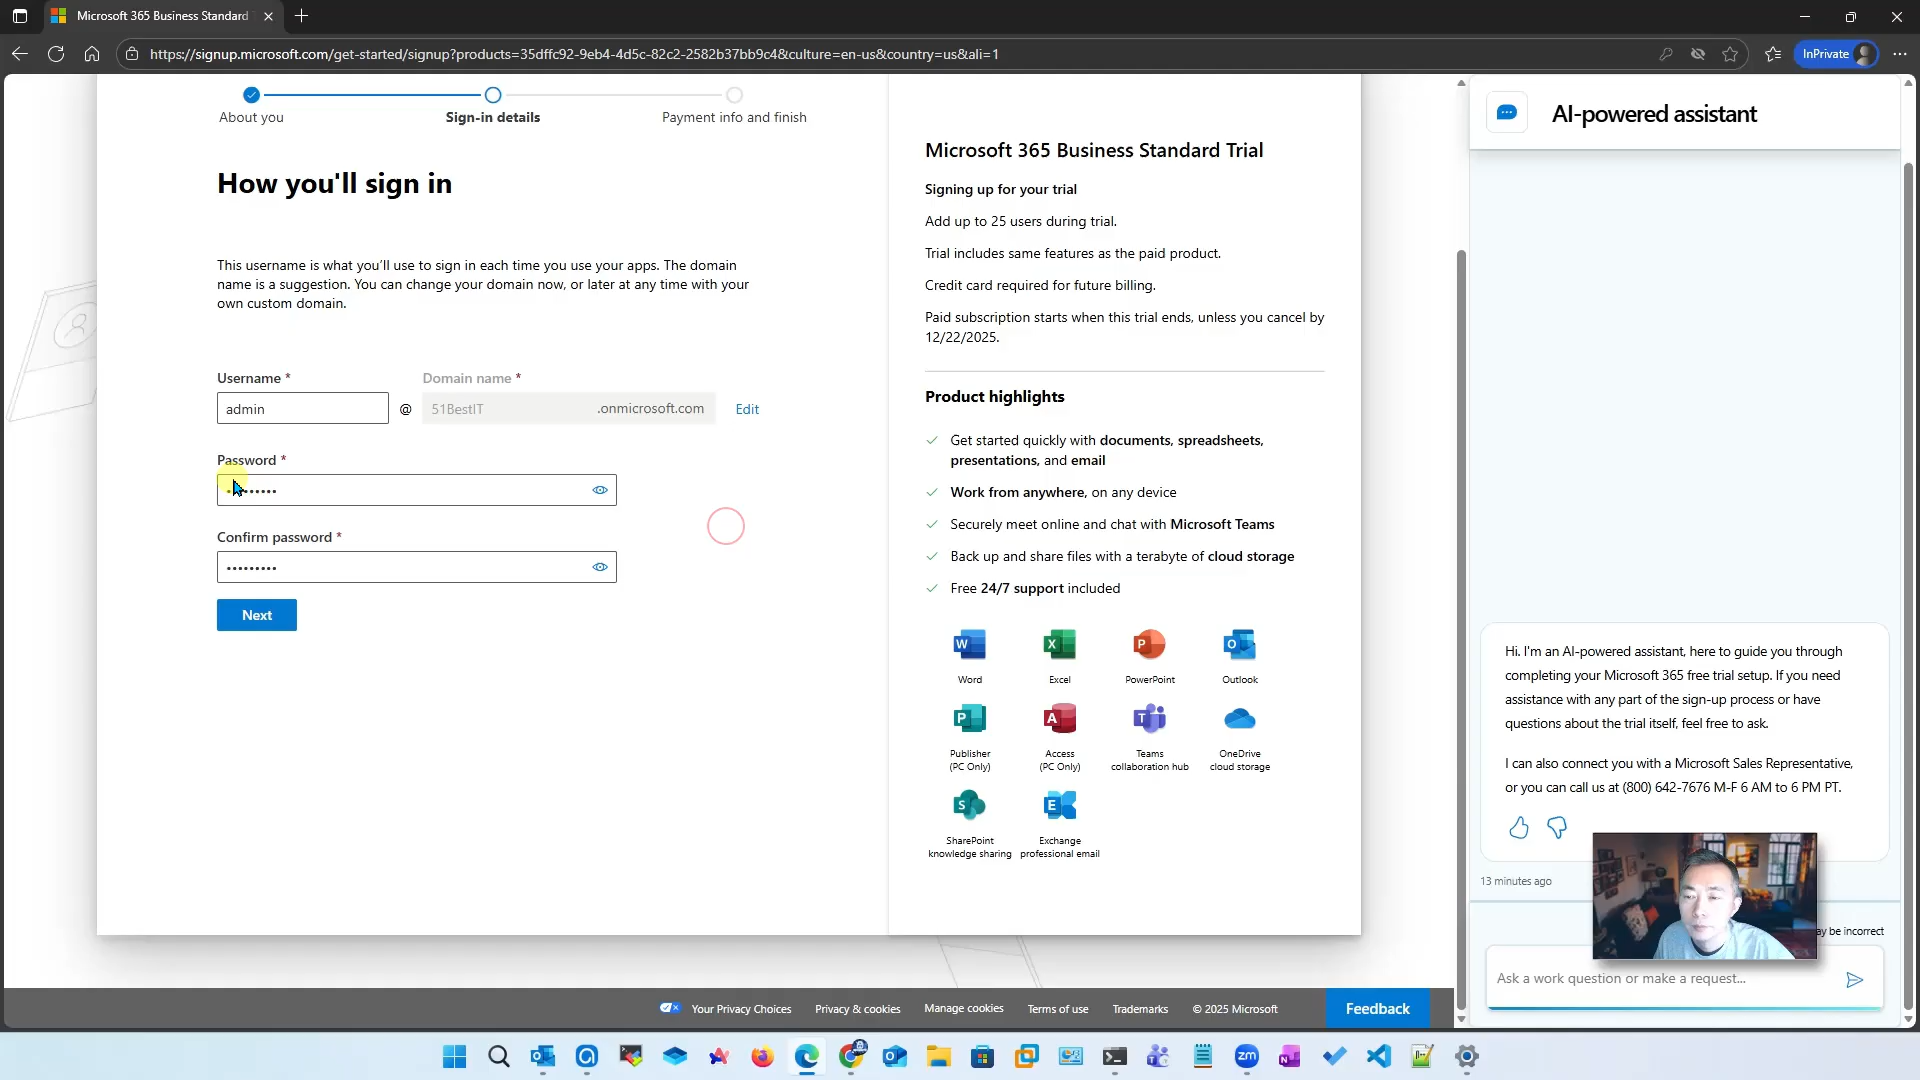 Microsoft 365 Business Standard
https://signup.microsoft.com/get-started/signup?products=35dffc92-9eb4-4d5c-82c2-2582b37bb9c4&culture=en-us&country=us&ali=1
InPrivate
About you
Sign-in details
Payment info and finish
How you'll sign in
This username is what you'll use to sign in each time you use your apps. The domain
name is a suggestion. You can change your domain now, or later at any time with your
own custom domain.
Username *
Domain name *
admin
@
51BestIT
.onmicrosoft.com
Edit
Password *
Confirm password *
Next
Microsoft 365 Business Standard Trial
Signing up for your trial
Add up to 25 users during trial.
Trial includes same features as the paid product.
Credit card required for future billing.
Paid subscription starts when this trial ends, unless you cancel by
12/22/2025.
Product highlights
Get started quickly with documents, spreadsheets,
presentations, and email
Work from anywhere, on any device
Securely meet online and chat with Microsoft Teams
Back up and share files with a terabyte of cloud storage
Free 24/7 support included
Word
Excel
PowerPoint
Outlook
Publisher
(PC Only)
Access
(PC Only)
Teams
collaboration hub
OneDrive
cloud storage
SharePoint
knowledge sharing
Exchange
professional email
AI-powered assistant
Hi. I'm an AI-powered assistant, here to guide you through
completing your Microsoft 365 free trial setup. If you need
assistance with any part of the sign-up process or have
questions about the trial itself, feel free to ask.
I can also connect you with a Microsoft Sales Representative,
or you can call us at (800) 642-7676 M-F 6 AM to 6 PM PT.
13 minutes ago
ay be incorrect
Ask a work question or make a request...
Your Privacy Choices
Privacy & cookies
Manage cookies
Terms of use
Trademarks
© 2025 Microsoft
Feedback